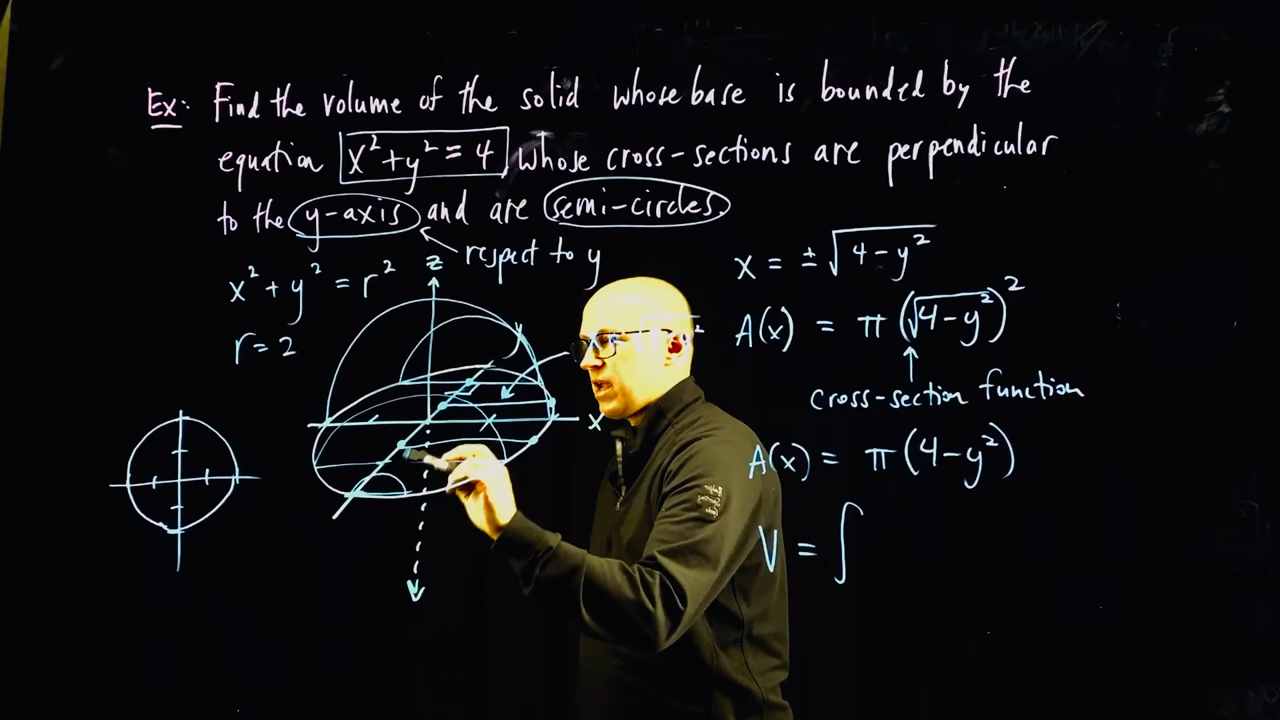 Ex: Find the volume of the solid whose base is bounded by the
equation x² + y² = 4, whose cross-sections are perpendicular
to the y-axis and are semi-circles.
respect to y
x² + y² = r²
r = 2
z
y
x
x = ± √(4-y²)
A(x) = π (√(4-y²))²
cross-section function
A(x) = π (4-y²)
V = ∫